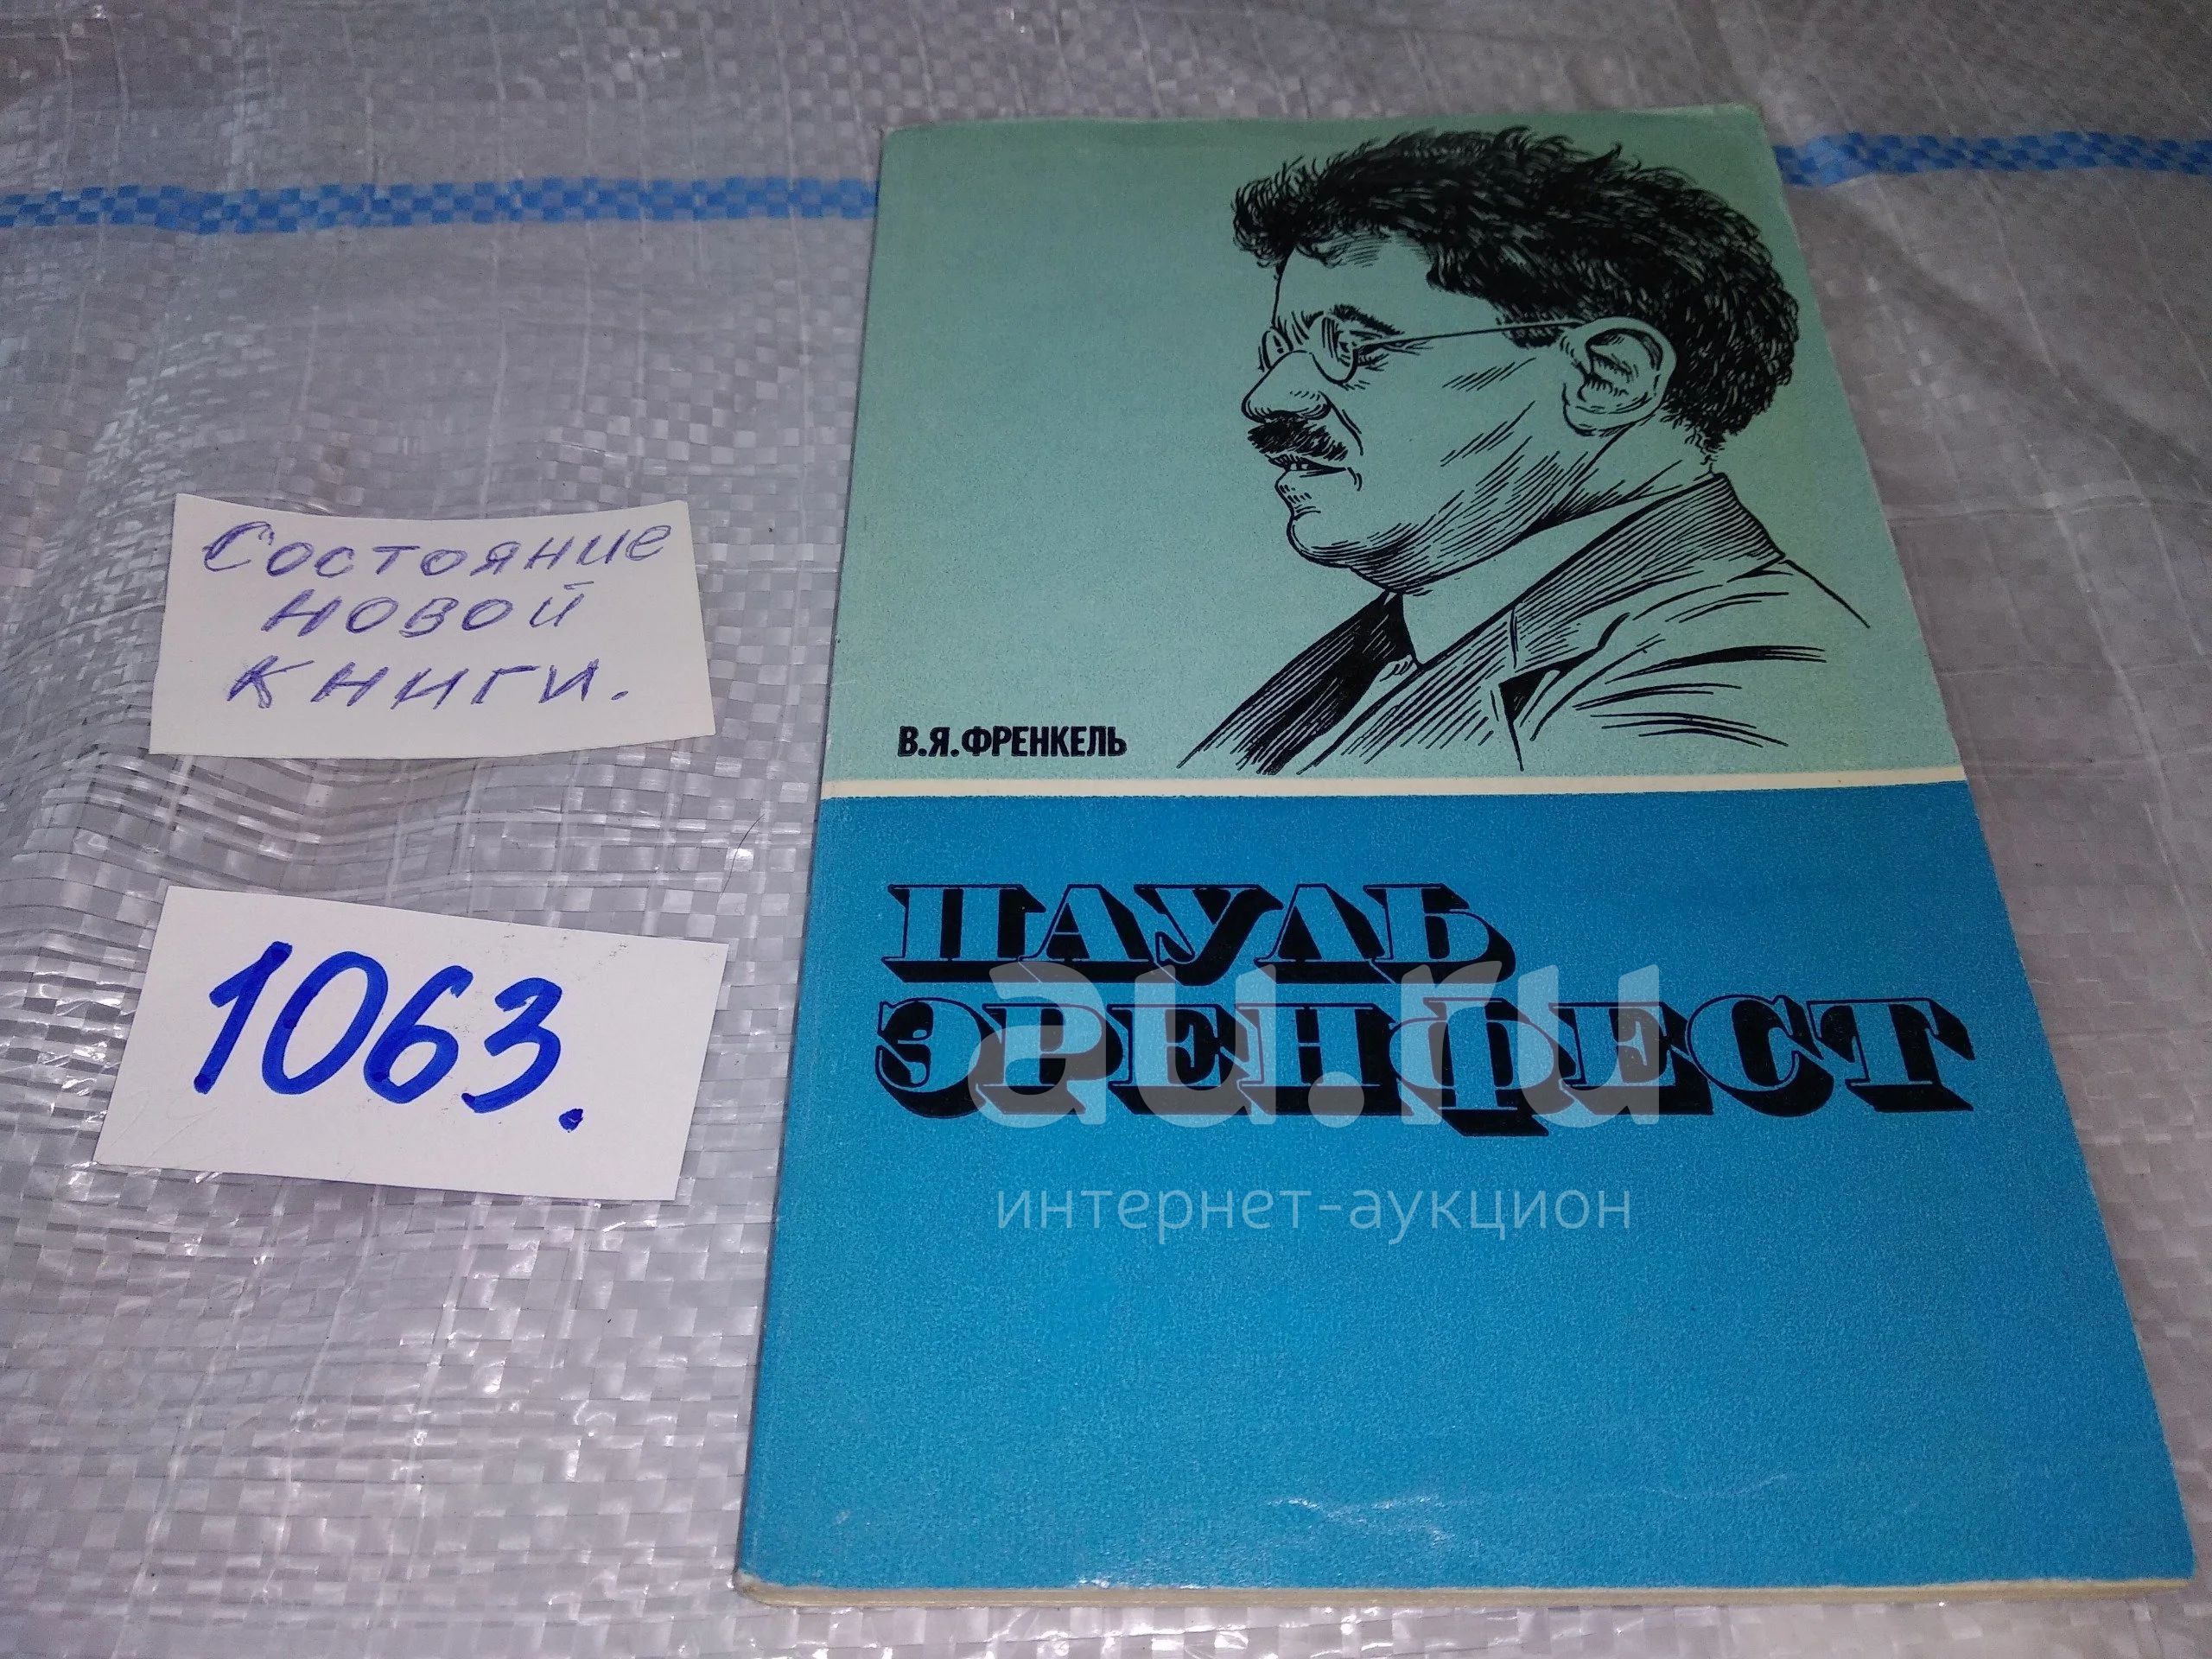 Состояние
новой
книги.
1063.
В.Я.ФРЕНКЕЛЬ
ПАУЛЬ
ЭРЕНФЕСТ
au.ru
интернет-аукцион